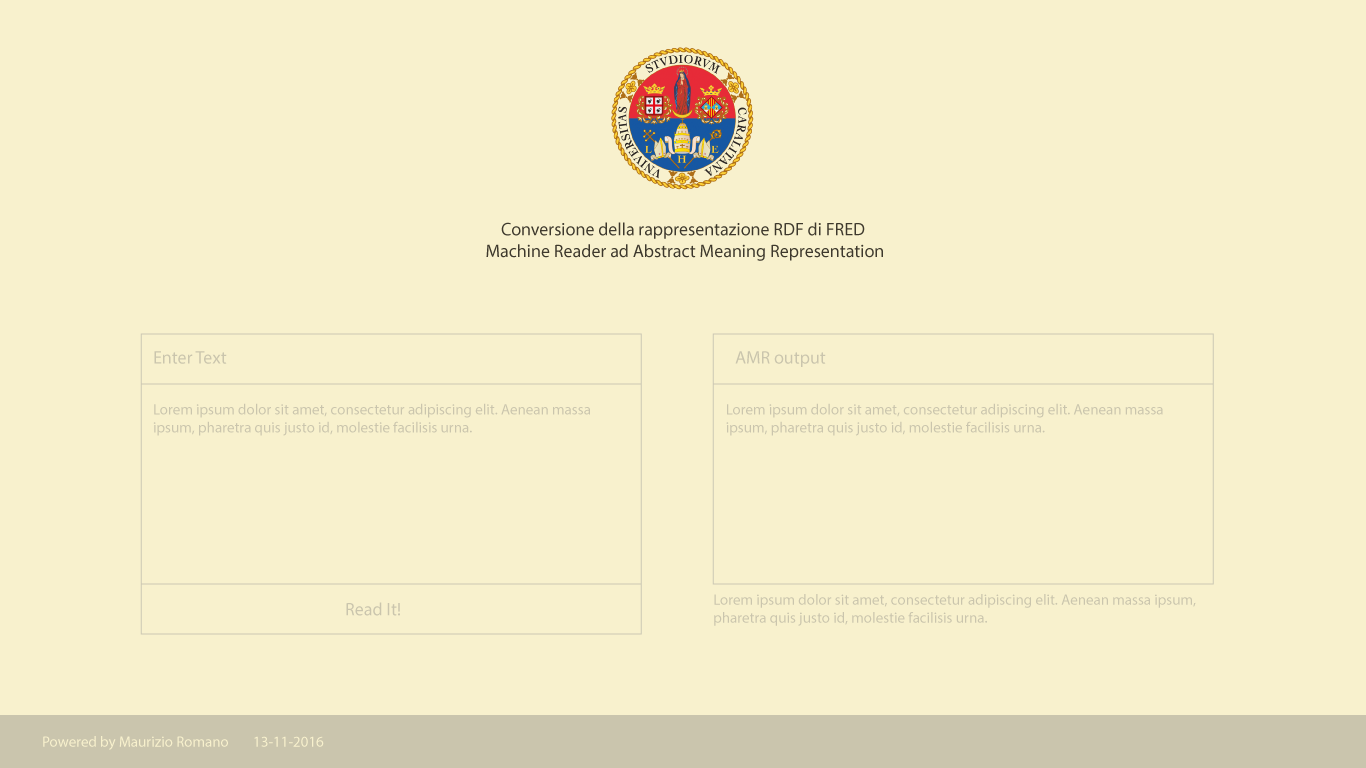 VNIVERSITAS STVDIORVM CARALITANA
L H E
Conversione della rappresentazione RDF di FRED
Machine Reader ad Abstract Meaning Representation
Enter Text
Lorem ipsum dolor sit amet, consectetur adipiscing elit. Aenean massa
ipsum, pharetra quis justo id, molestie facilisis urna.
Read It!
AMR output
Lorem ipsum dolor sit amet, consectetur adipiscing elit. Aenean massa
ipsum, pharetra quis justo id, molestie facilisis urna.
Lorem ipsum dolor sit amet, consectetur adipiscing elit. Aenean massa ipsum,
pharetra quis justo id, molestie facilisis urna.
Powered by Maurizio Romano 13-11-2016